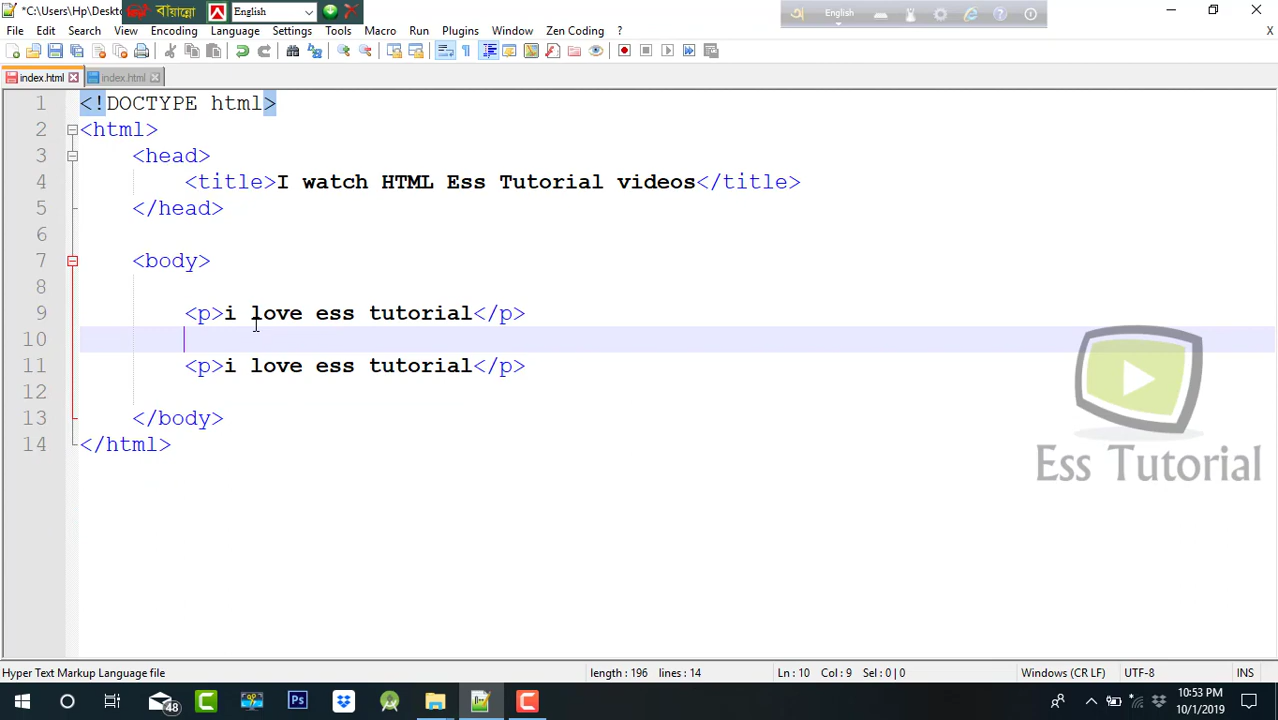 *C:\Users\Hp\Deskto
বায়ান্নো
English
English
File Edit Search View Encoding Language Settings Tools Macro Run Plugins Window Zen Coding ? X
index.html index.html
1 <!DOCTYPE html>
2 <html>
3 <head>
4 <title>I watch HTML Ess Tutorial videos</title>
5 </head>
6
7 <body>
8
9 <p>i love ess tutorial</p>
10
11 <p>i love ess tutorial</p>
12
13 </body>
14 </html>
Ess Tutorial
Hyper Text Markup Language file length : 196 lines : 14 Ln : 10 Col : 9 Sel : 0 | 0 Windows (CR LF) UTF-8 INS
48 Ps 10:53 PM
10/1/2019